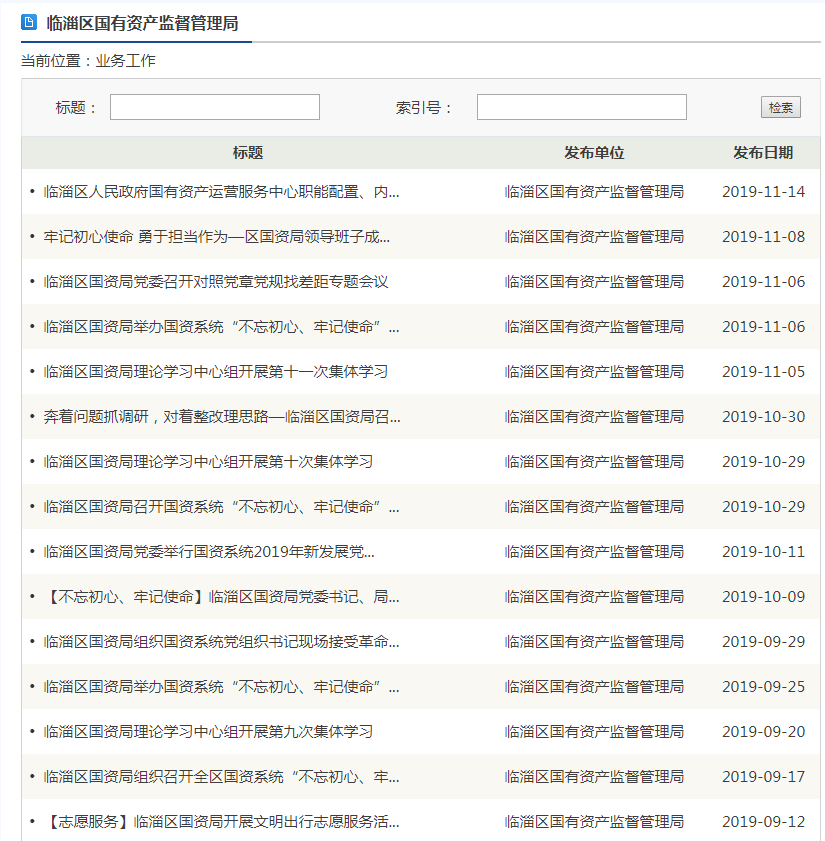 临淄区国有资产监督管理局
当前位置：业务工作
标题： 索引号： 检索
标题 发布单位 发布日期
• 临淄区人民政府国有资产运营服务中心职能配置、内... 临淄区国有资产监督管理局 2019-11-14
• 牢记初心使命 勇于担当作为—区国资局领导班子成... 临淄区国有资产监督管理局 2019-11-08
• 临淄区国资局党委召开对照党章党规找差距专题会议 临淄区国有资产监督管理局 2019-11-06
• 临淄区国资局举办国资系统“不忘初心、牢记使命”... 临淄区国有资产监督管理局 2019-11-06
• 临淄区国资局理论学习中心组开展第十一次集体学习 临淄区国有资产监督管理局 2019-11-05
• 奔着问题抓调研，对着整改理思路—临淄区国资局召... 临淄区国有资产监督管理局 2019-10-30
• 临淄区国资局理论学习中心组开展第十次集体学习 临淄区国有资产监督管理局 2019-10-29
• 临淄区国资局召开国资系统“不忘初心、牢记使命”... 临淄区国有资产监督管理局 2019-10-29
• 临淄区国资局党委举行国资系统2019年新发展党... 临淄区国有资产监督管理局 2019-10-11
• 【不忘初心、牢记使命】临淄区国资局党委书记、局... 临淄区国有资产监督管理局 2019-10-09
• 临淄区国资局组织国资系统党组织书记现场接受革命... 临淄区国有资产监督管理局 2019-09-29
• 临淄区国资局举办国资系统“不忘初心、牢记使命”... 临淄区国有资产监督管理局 2019-09-25
• 临淄区国资局理论学习中心组开展第九次集体学习 临淄区国有资产监督管理局 2019-09-20
• 临淄区国资局组织召开全区国资系统“不忘初心、牢... 临淄区国有资产监督管理局 2019-09-17
• 【志愿服务】临淄区国资局开展文明出行志愿服务活... 临淄区国有资产监督管理局 2019-09-12